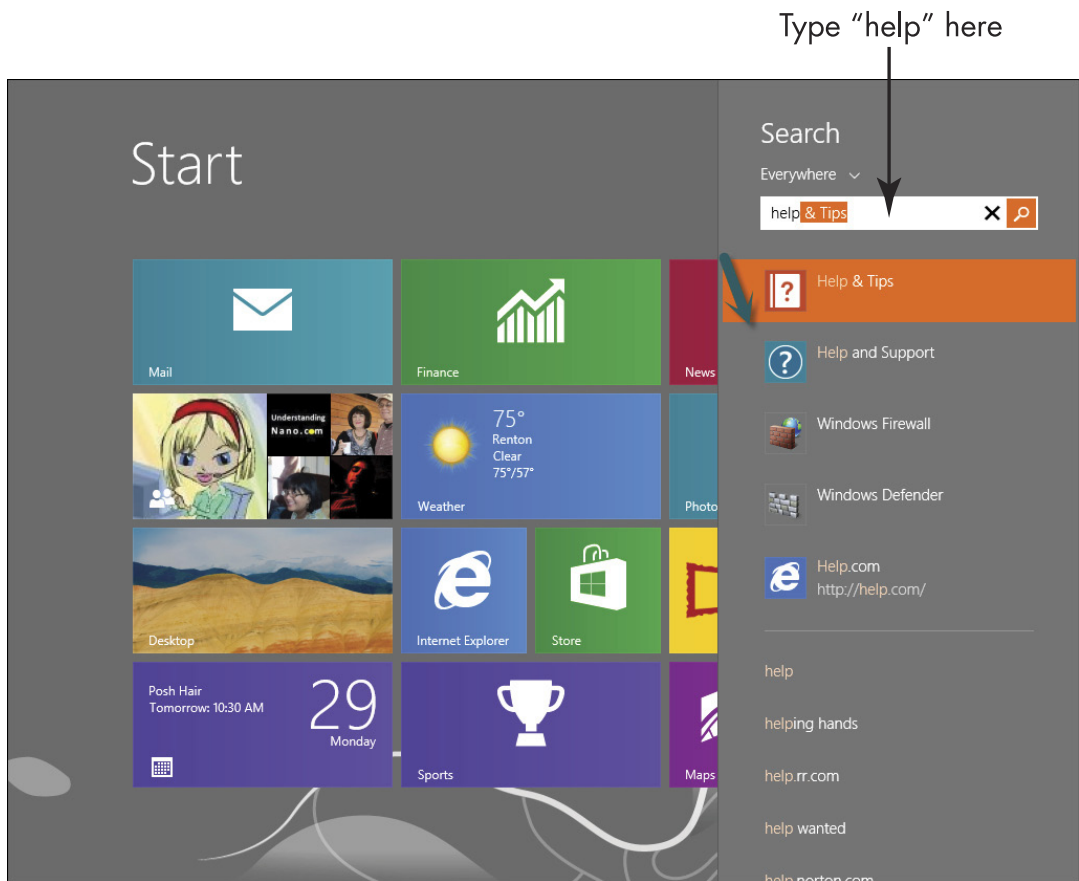 Type “help” here
Start
Search
Everywhere
help & Tips
Mail
Finance
News
Understanding
Nano.com
75°
Renton
Clear
75°/57°
Weather
Photo
Desktop
Internet Explorer
Store
Posh Hair
Tomorrow: 10:30 AM
29
Monday
Sports
Maps
Help & Tips
Help and Support
Windows Firewall
Windows Defender
Help.com
http://help.com/
help
helping hands
help.rr.com
help wanted
help.norton.com